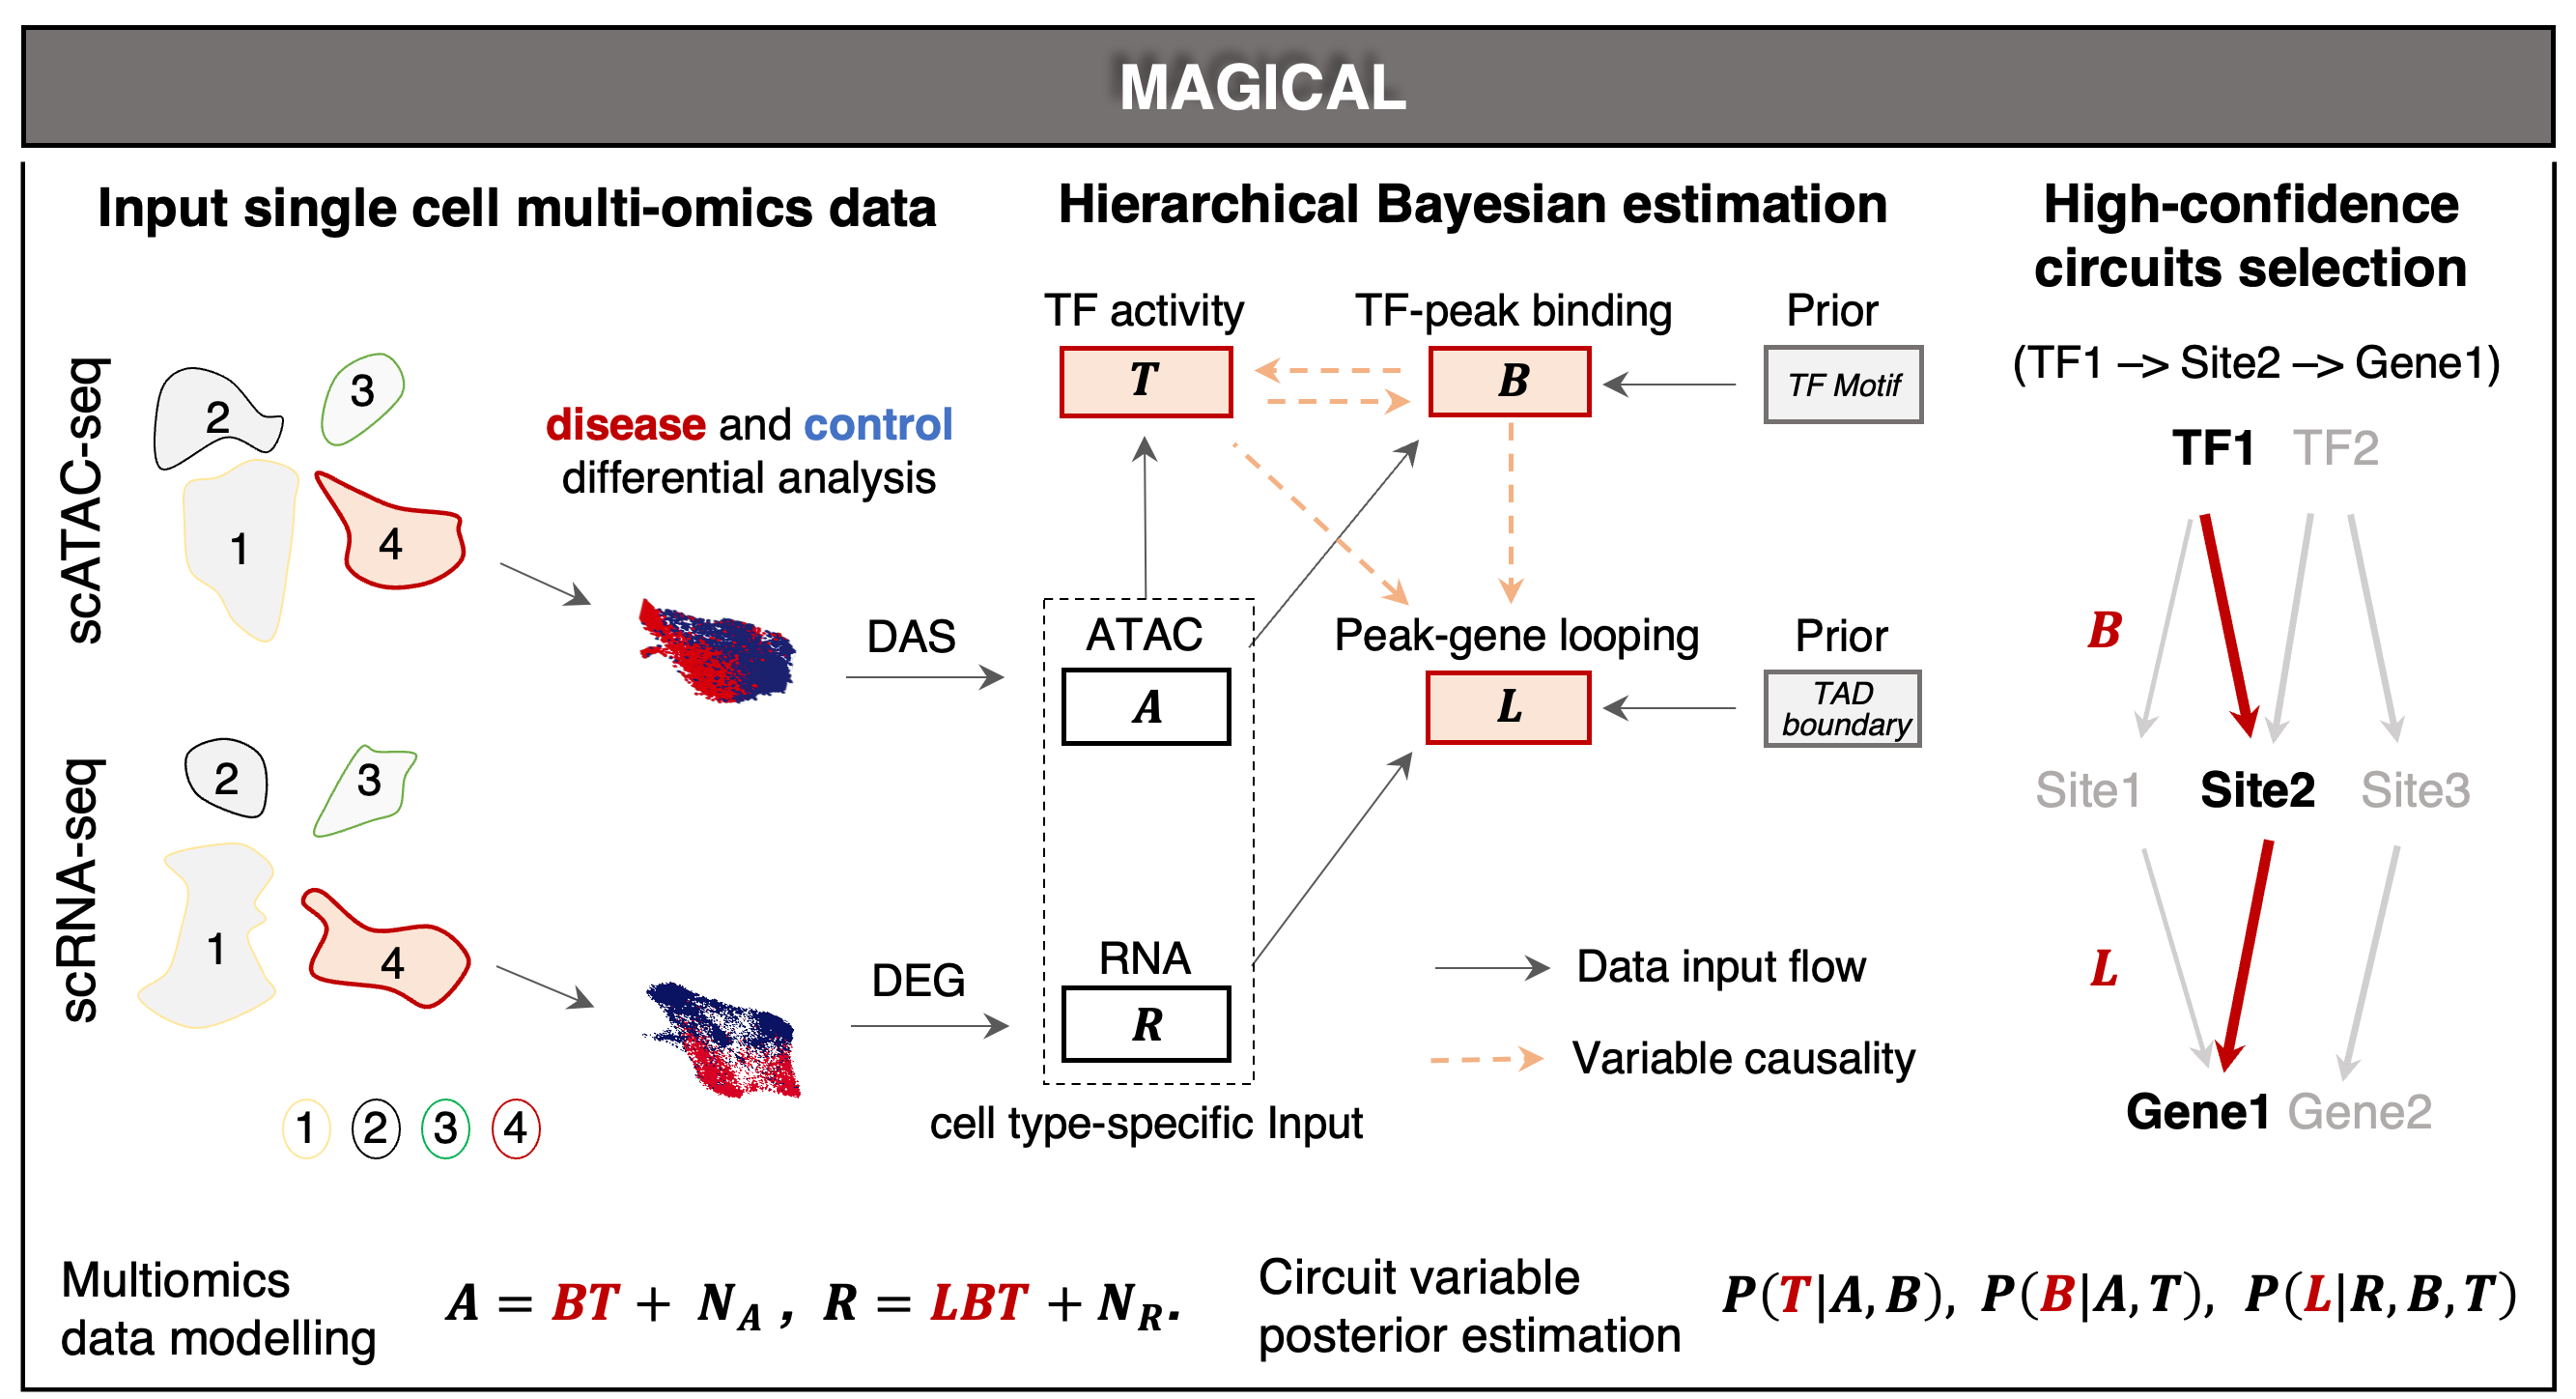 MAGICAL
Input single cell multi-omics data
scATAC-seq
2
3
1
4
disease and control
differential analysis
DAS
scRNA-seq
2
3
1
4
DEG
1 2 3 4
Hierarchical Bayesian estimation
TF activity
T
TF-peak binding
B
Prior
TF Motif
ATAC
A
Peak-gene looping
L
Prior
TAD
boundary
RNA
R
cell type-specific Input
Data input flow
Variable causality
High-confidence
circuits selection
(TF1 –> Site2 –> Gene1)
TF1 TF2
B
Site1 Site2 Site3
L
Gene1 Gene2
Multiomics
data modelling
A = BT + N_A , R = LBT + N_R.
Circuit variable
posterior estimation
P(T|A,B), P(B|A,T), P(L|R,B,T)